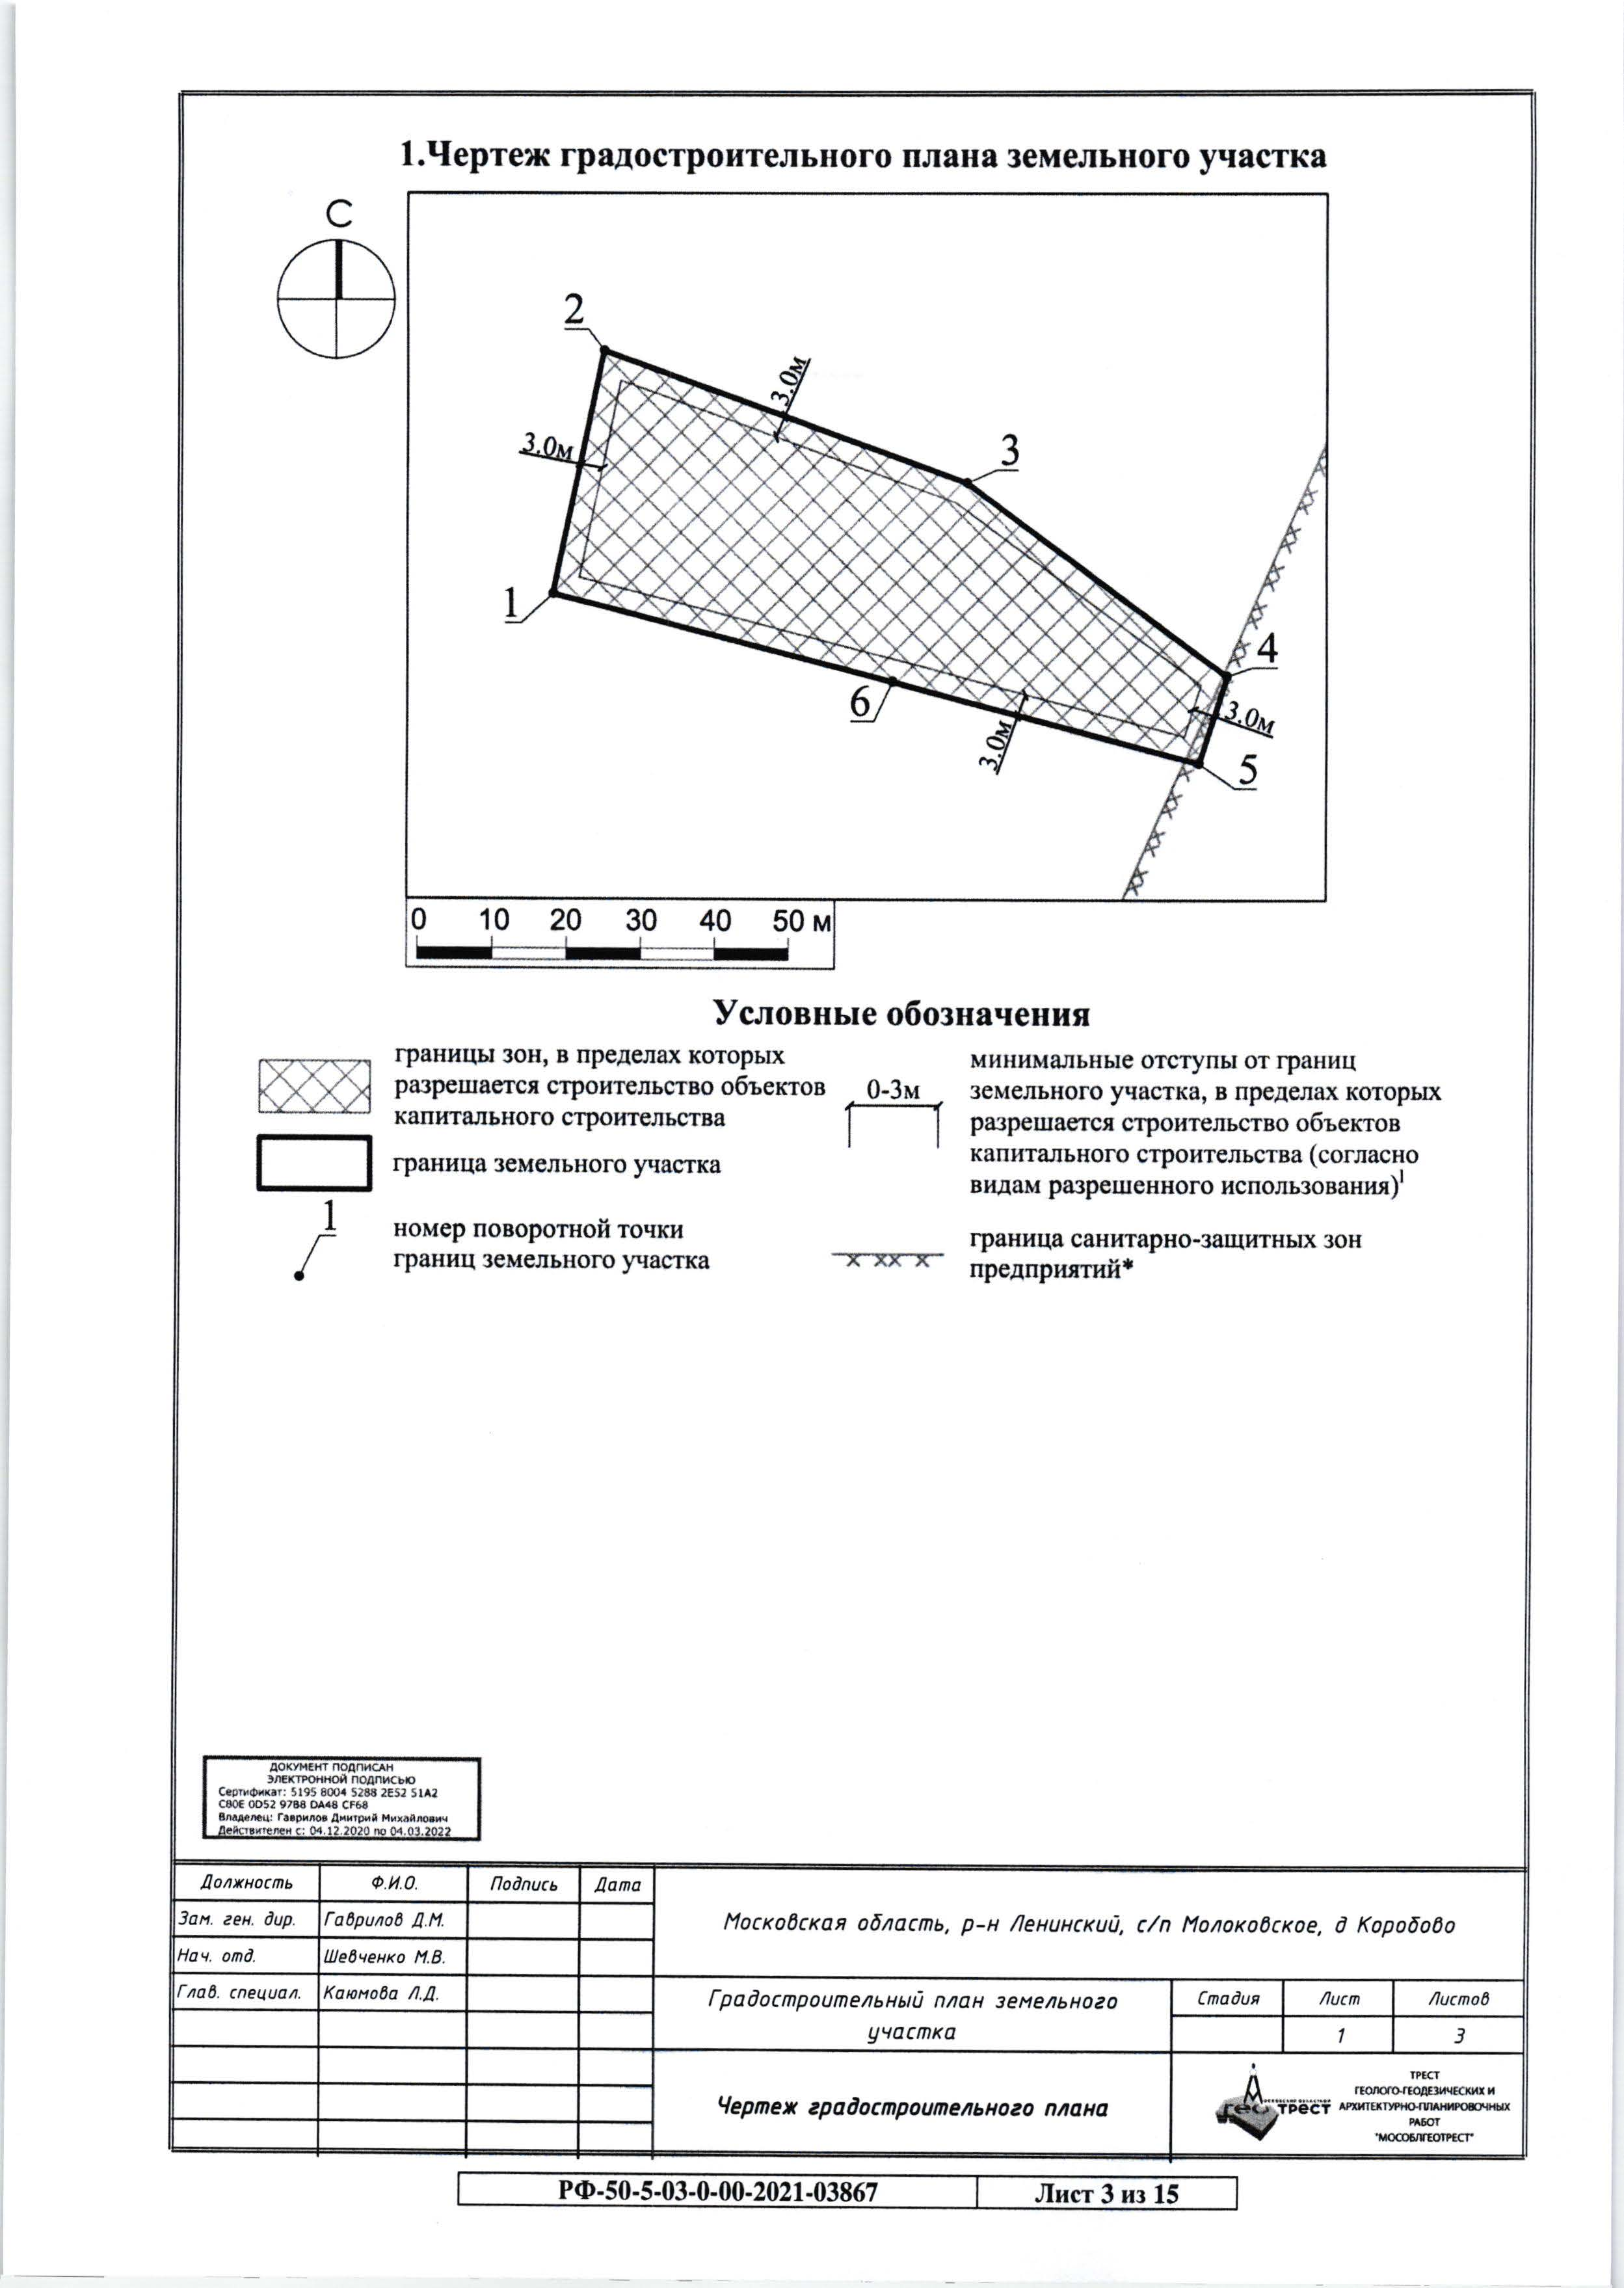 1.Чертеж градостроительного плана земельного участка
С
2
3.0м
3
3.0м
1
4
6
3.0м
3.0м
5
0 10 20 30 40 50 м
Условные обозначения
границы зон, в пределах которых
разрешается строительство объектов
капитального строительства
граница земельного участка
1
номер поворотной точки
границ земельного участка
0-3м
минимальные отступы от границ
земельного участка, в пределах которых
разрешается строительство объектов
капитального строительства (согласно
видам разрешенного использования)¹
граница санитарно-защитных зон
предприятий*
ДОКУМЕНТ ПОДПИСАН
ЭЛЕКТРОННОЙ ПОДПИСЬЮ
Сертификат: 5195 8004 5288 2E52 51A2
C80E 0D52 97B8 DA48 CF68
Владелец: Гаврилов Дмитрий Михайлович
Действителен с: 04.12.2020 по 04.03.2022
Должность Ф.И.О. Подпись Дата
Зам. ген. дир. Гаврилов Д.М.
Нач. отд. Шевченко М.В.
Глав. специал. Каюмова Л.Д.
Московская область, р-н Ленинский, с/п Молоковское, д Коробово
Градостроительный план земельного
участка
Стадия Лист Листов
1 3
Чертеж градостроительного плана
МОСКОВСКИЙ ОБЛАСТНОЙ
ГЕО ТРЕСТ
ТРЕСТ
ГЕОЛОГО-ГЕОДЕЗИЧЕСКИХ И
АРХИТЕКТУРНО-ПЛАНИРОВОЧНЫХ
РАБОТ
"МОСОБЛГЕОТРЕСТ"
РФ-50-5-03-0-00-2021-03867 Лист 3 из 15